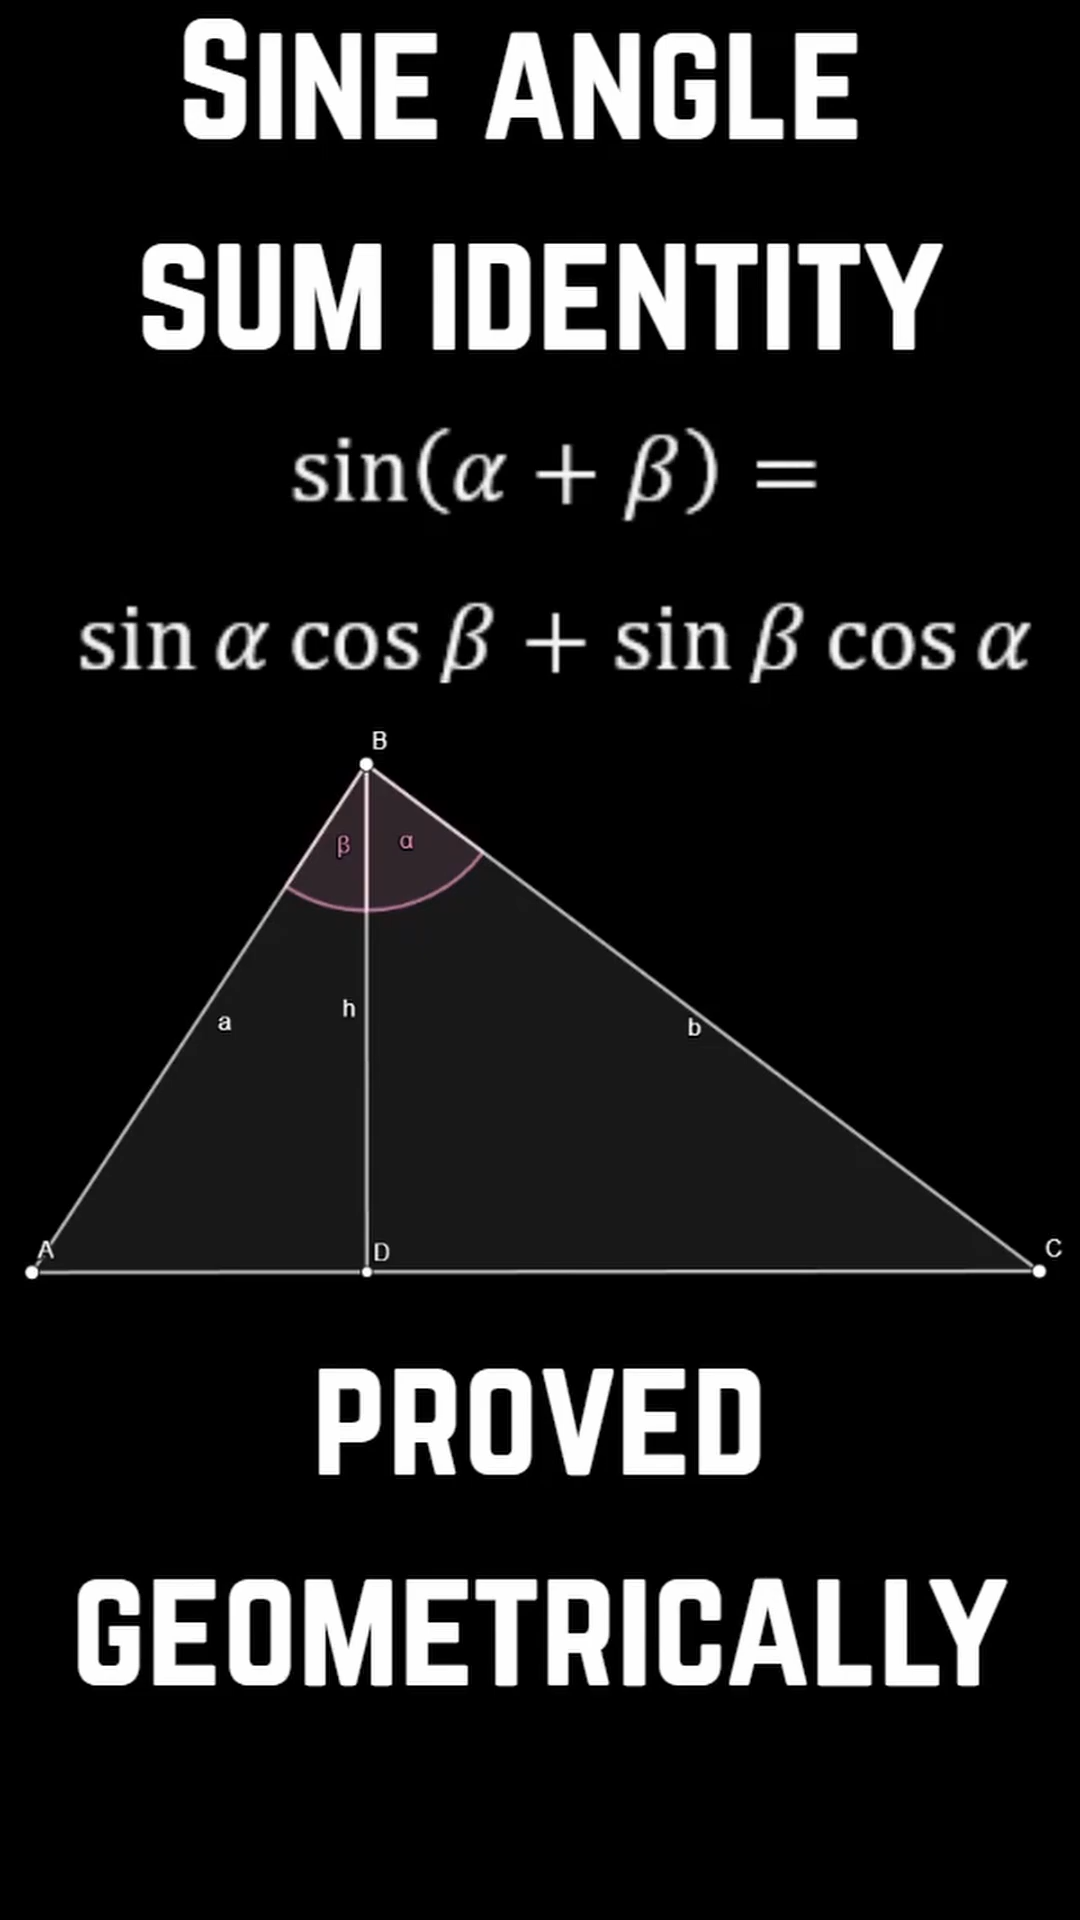 SINE ANGLE
SUM IDENTITY
sin(α + β) =
sin α cos β + sin β cos α
B
β α
a
h
b
A
D
C
PROVED
GEOMETRICALLY